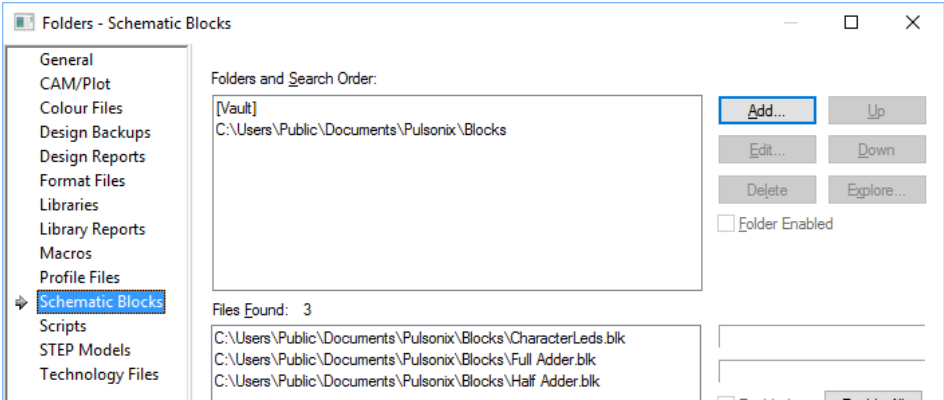 Folders - Schematic Blocks
General
CAM/Plot
Colour Files
Design Backups
Design Reports
Format Files
Libraries
Library Reports
Macros
Profile Files
Schematic Blocks
Scripts
STEP Models
Technology Files
Folders and Search Order:
[Vault]
C:\Users\Public\Documents\Pulsonix\Blocks
Add...
Up
Edit...
Down
Delete
Explore...
Folder Enabled
Files Found: 3
C:\Users\Public\Documents\Pulsonix\Blocks\CharacterLeds.blk
C:\Users\Public\Documents\Pulsonix\Blocks\Full Adder.blk
C:\Users\Public\Documents\Pulsonix\Blocks\Half Adder.blk